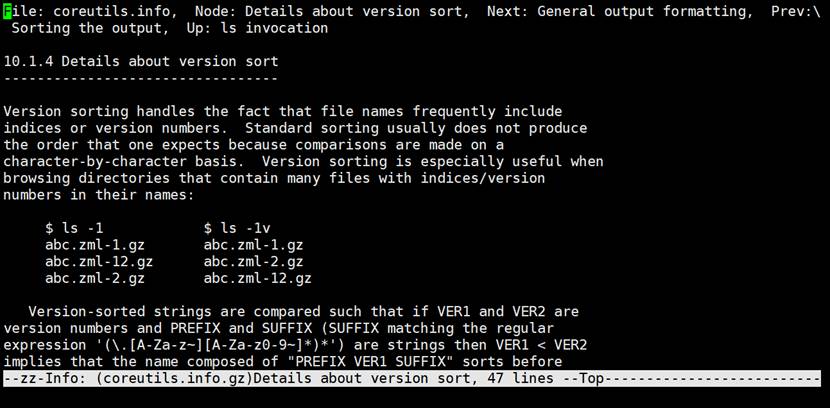 File: coreutils.info,  Node: Details about version sort,  Next: General output formatting,  Prev:\
 Sorting the output,  Up: ls invocation
10.1.4 Details about version sort
---------------------------------
Version sorting handles the fact that file names frequently include
indices or version numbers.  Standard sorting usually does not produce
the order that one expects because comparisons are made on a
character-by-character basis.  Version sorting is especially useful when
browsing directories that contain many files with indices/version
numbers in their names:
     $ ls -1            $ ls -1v
     abc.zml-1.gz       abc.zml-1.gz
     abc.zml-12.gz      abc.zml-2.gz
     abc.zml-2.gz       abc.zml-12.gz
   Version-sorted strings are compared such that if VER1 and VER2 are
version numbers and PREFIX and SUFFIX (SUFFIX matching the regular
expression '(\.[A-Za-z~][A-Za-z0-9~]*)*') are strings then VER1 < VER2
implies that the name composed of "PREFIX VER1 SUFFIX" sorts before
--zz-Info: (coreutils.info.gz)Details about version sort, 47 lines --Top--------------------------